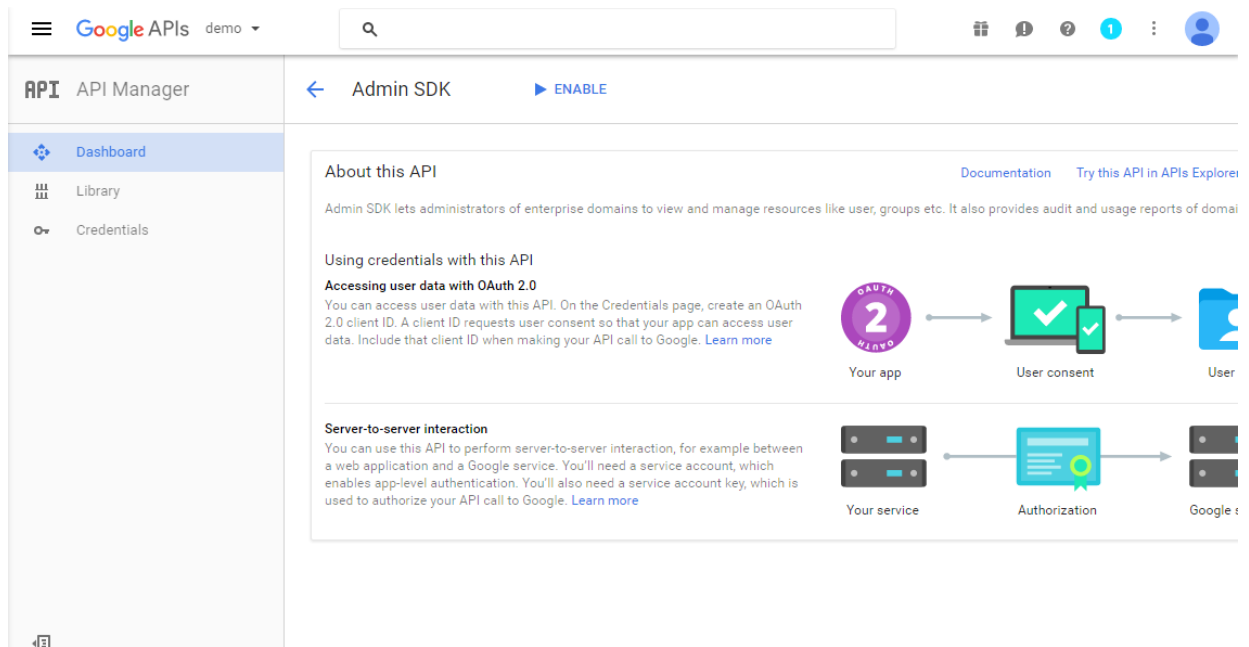 Google APIs demo
1
API API Manager
Admin SDK ENABLE
Dashboard
Library
Credentials
About this API
Documentation Try this API in APIs Explorer
Admin SDK lets administrators of enterprise domains to view and manage resources like user, groups etc. It also provides audit and usage reports of domai
Using credentials with this API
Accessing user data with OAuth 2.0
You can access user data with this API. On the Credentials page, create an OAuth
2.0 client ID. A client ID requests user consent so that your app can access user
data. Include that client ID when making your API call to Google. Learn more
OAUTH
2
OAUTH
Your app
User consent
User
Server-to-server interaction
You can use this API to perform server-to-server interaction, for example between
a web application and a Google service. You'll need a service account, which
enables app-level authentication. You'll also need a service account key, which is
used to authorize your API call to Google. Learn more
Your service
Authorization
Google s